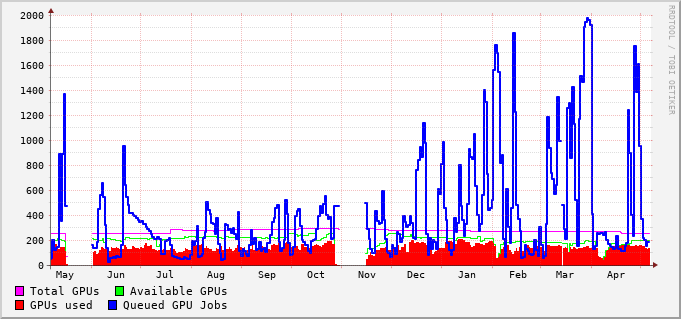 2000
1800
1600
1400
1200
1000
800
600
400
200
0
May Jun Jul Aug Sep Oct Nov Dec Jan Feb Mar Apr
Total GPUs Available GPUs
GPUs used Queued GPU Jobs
RRDTOOL / TOBI OETIKER